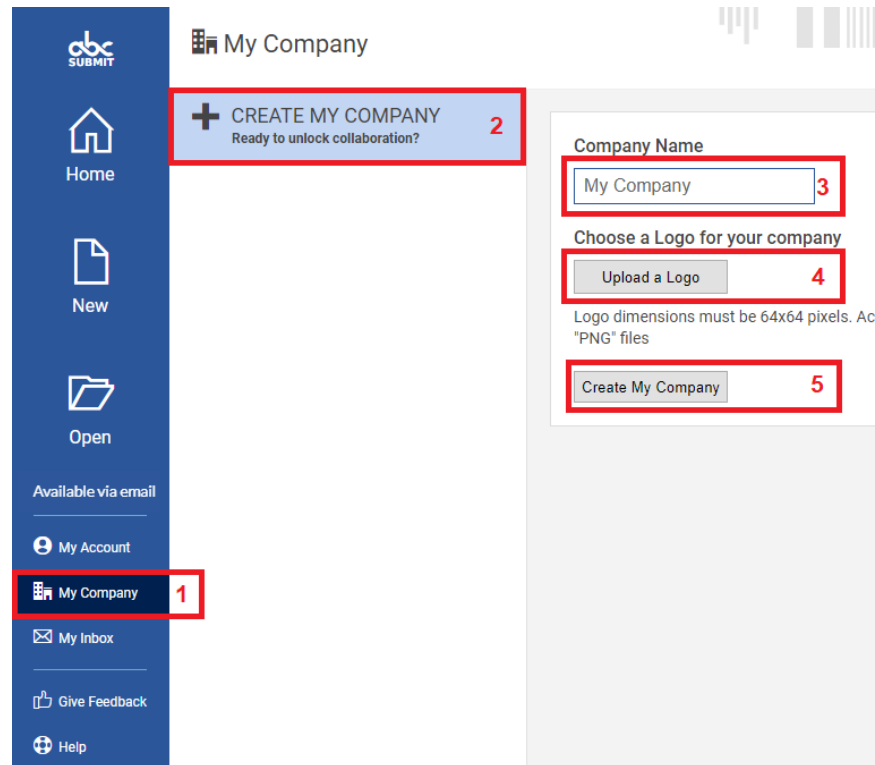 abc
SUBMIT
Home
New
Open
Available via email
My Account
My Company
1
My Inbox
Give Feedback
Help
My Company
CREATE MY COMPANY
Ready to unlock collaboration?
2
Company Name
My Company
3
Choose a Logo for your company
Upload a Logo
4
Logo dimensions must be 64x64 pixels. Ac
"PNG" files
Create My Company
5